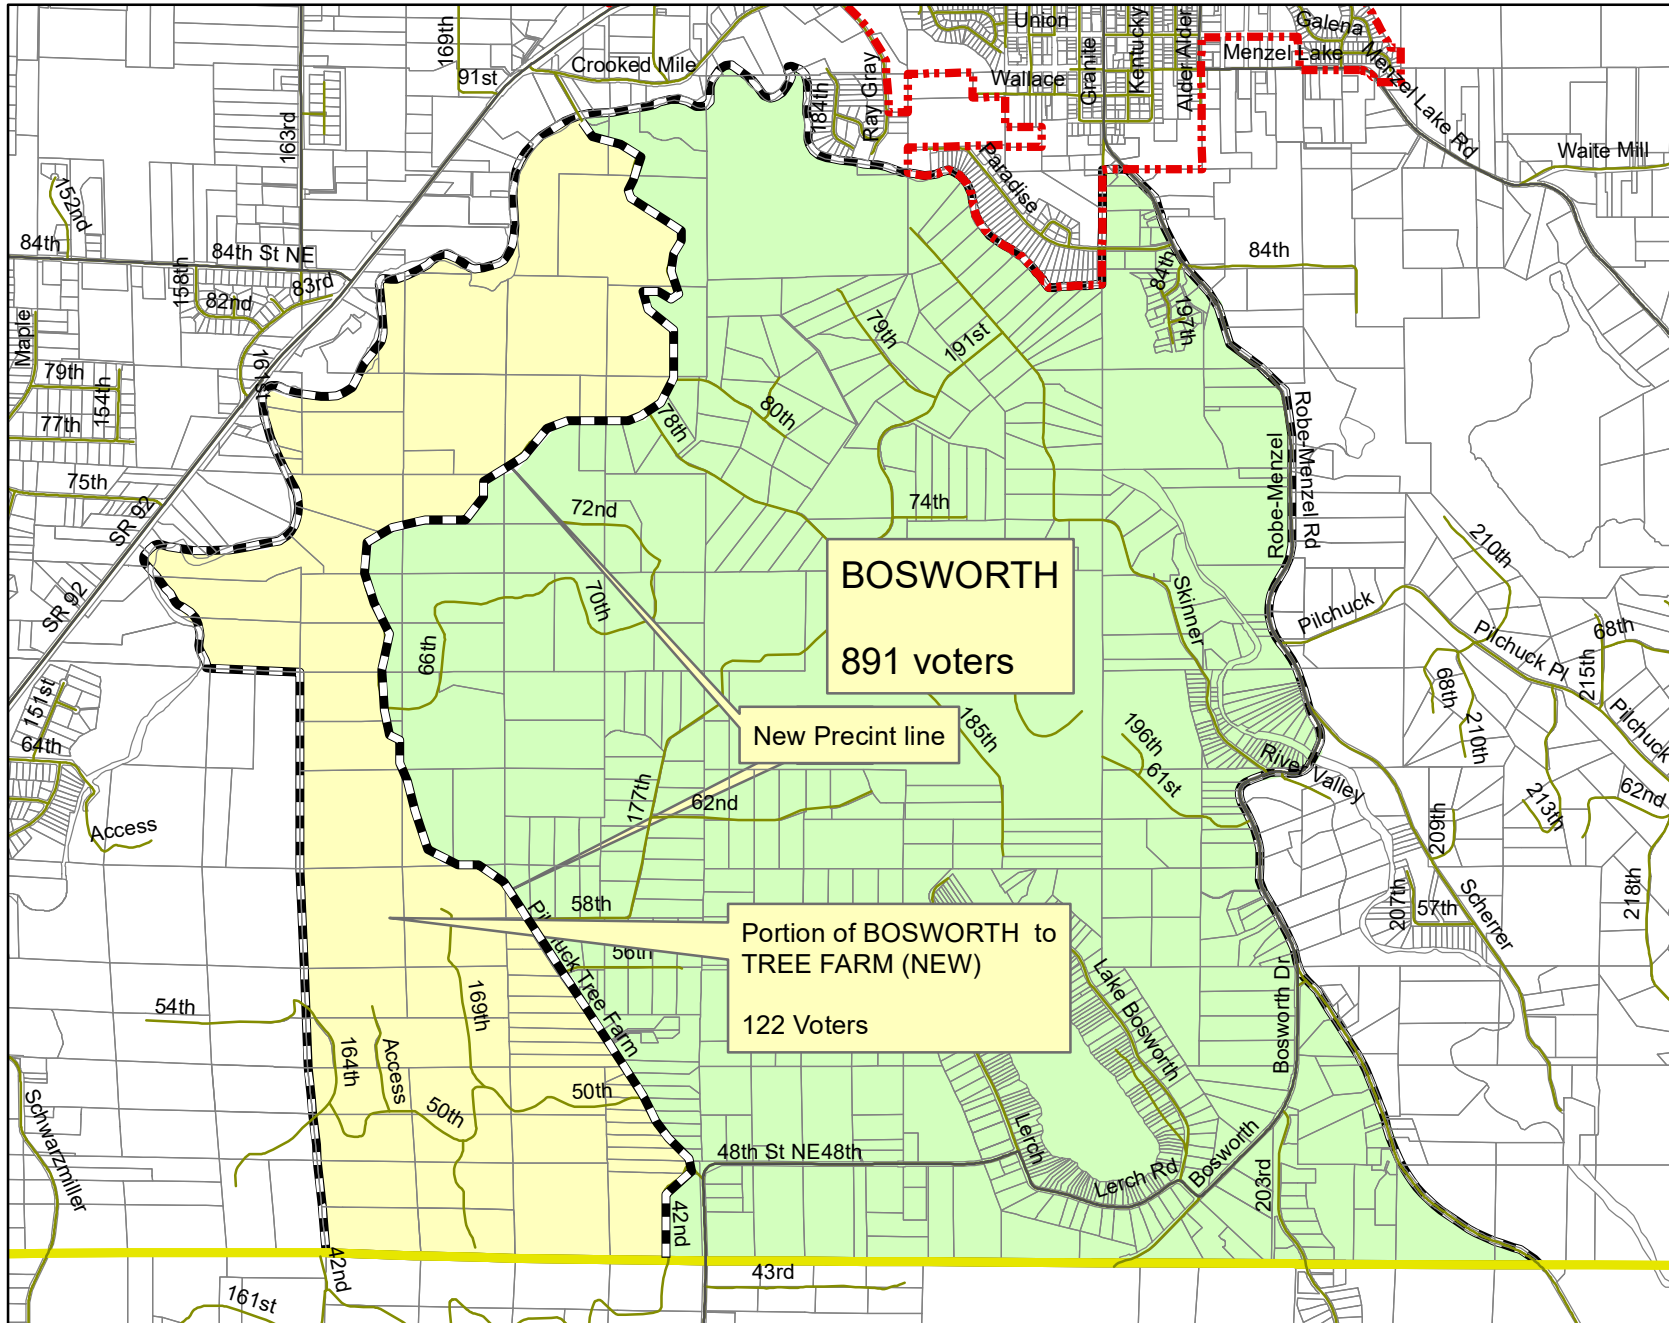 Union
Kentucky
Alder
Alder
Galena
169th
91st
Crooked Mile
Wallace
Granite
Menzel Lake
Menzel Lake Rd
184th
Ray Gray
163rd
Waite Mill
Paradise
152nd
84th
84th St NE
158th
83rd
82nd
84th
84th
197th
Maple
79th
154th
77th
161st
79th
191st
80th
78th
Robe-Menzel
Robe-Menzel Rd
75th
SR 92
72nd
74th
210th
BOSWORTH
891 voters
SR 92
70th
66th
Skinner
Pilchuck
Pilchuck Pl
68th
215th
68th
210th
Pilchuck
151st
64th
New Precint line
185th
196th
61st
River Valley
177th
62nd
62nd
213th
209th
Access
58th
207th
57th
Scherrer
218th
Portion of BOSWORTH to
TREE FARM (NEW)
122 Voters
56th
Lake Bosworth
Bosworth Dr
54th
169th
164th
Access
50th
50th
Schwarzmiller
48th St NE
48th
Lerch
Lerch Rd
Bosworth
203rd
42nd
42nd
43rd
161st